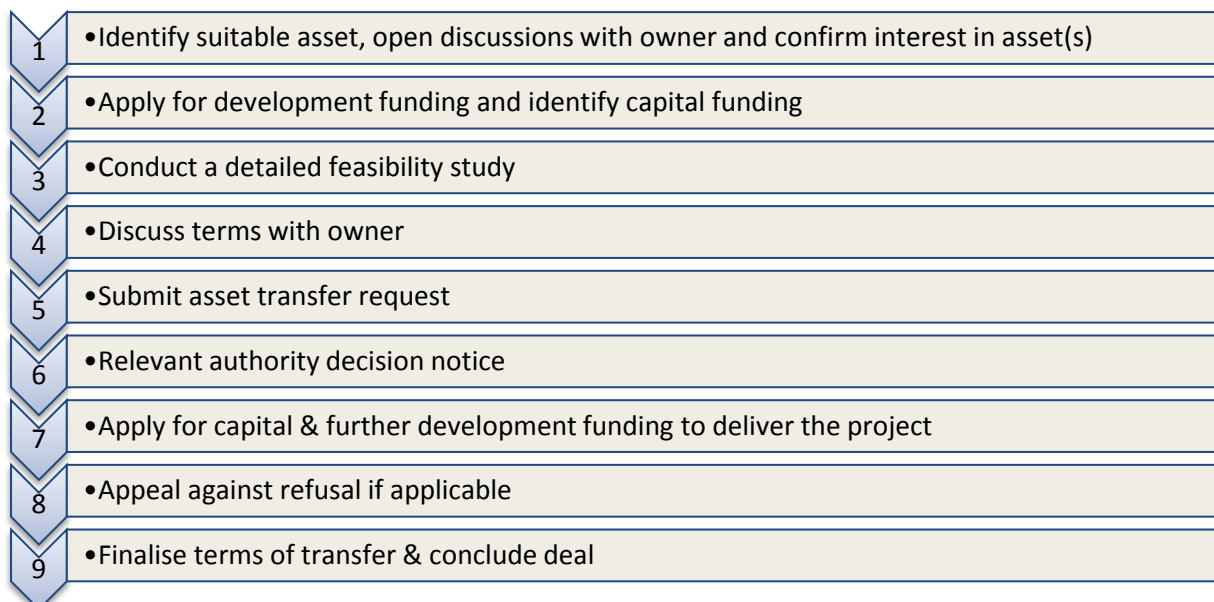 1 •Identify suitable asset, open discussions with owner and confirm interest in asset(s)
2 •Apply for development funding and identify capital funding
3 •Conduct a detailed feasibility study
4 •Discuss terms with owner
5 •Submit asset transfer request
6 •Relevant authority decision notice
7 •Apply for capital & further development funding to deliver the project
8 •Appeal against refusal if applicable
9 •Finalise terms of transfer & conclude deal